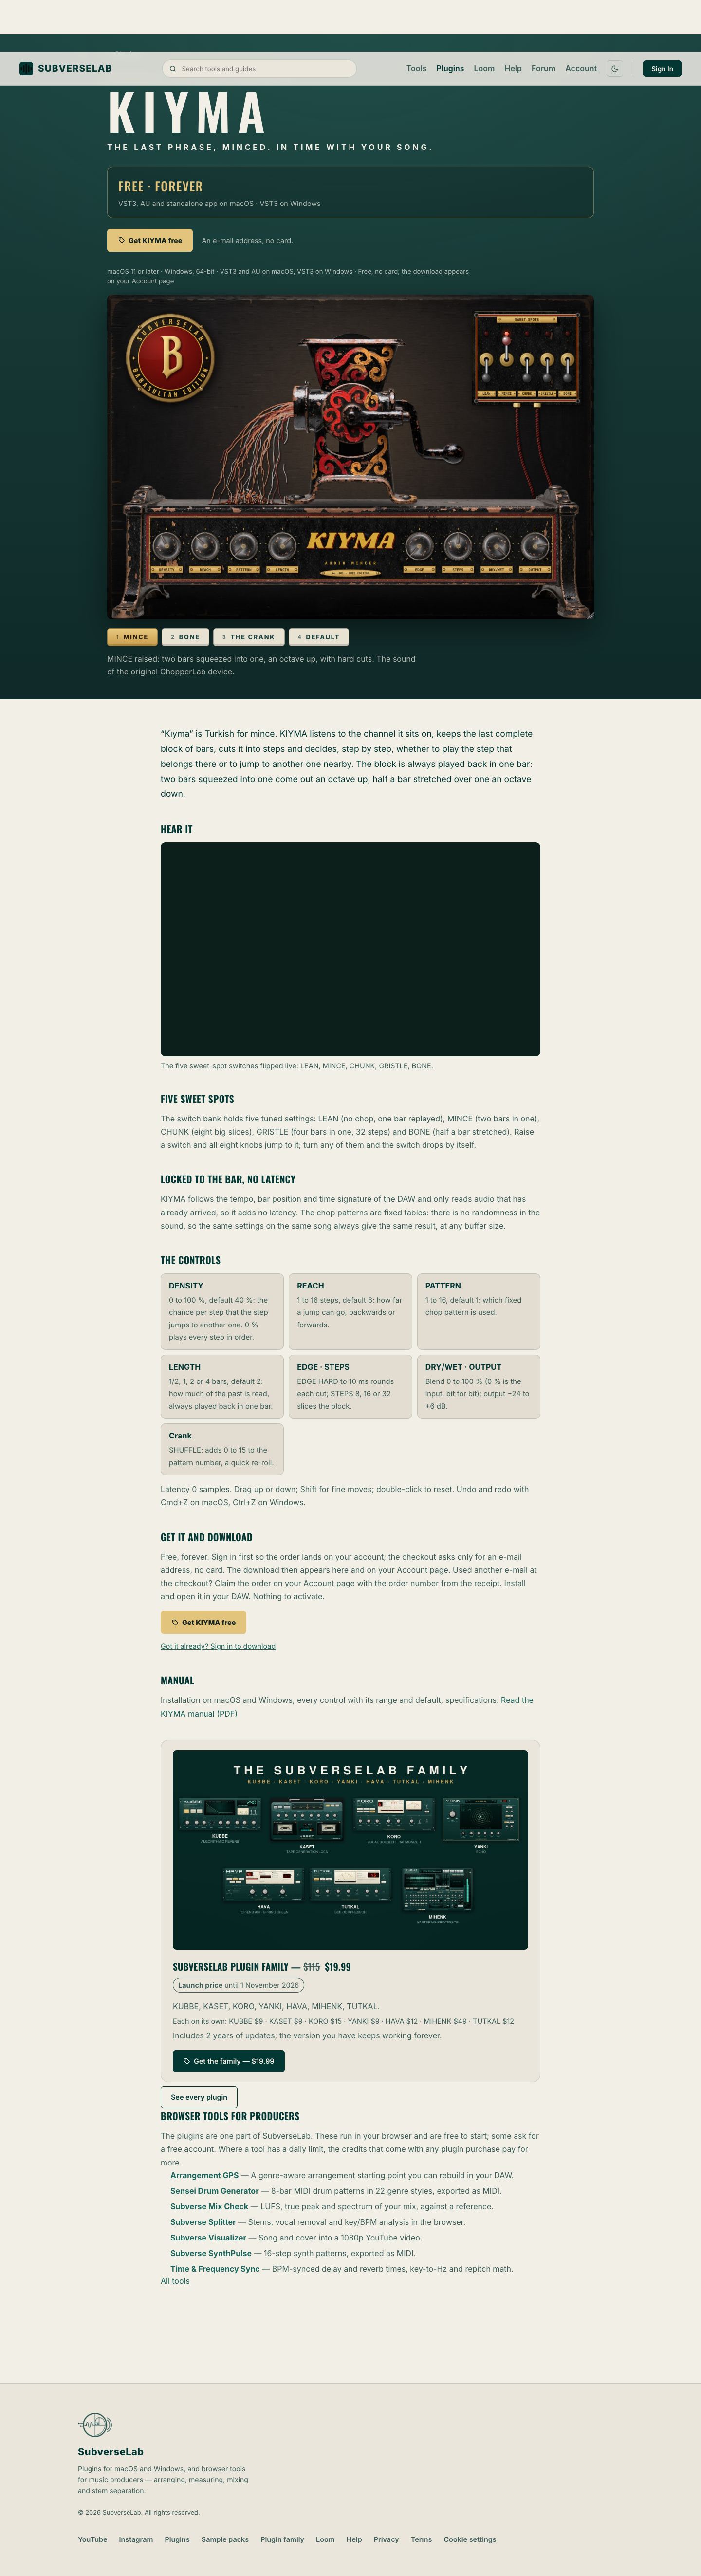 SUBVERSELAB
Search tools and guides
Tools Plugins Loom Help Forum Account
Sign In
KIYMA
THE LAST PHRASE, MINCED. IN TIME WITH YOUR SONG.
FREE · FOREVER
VST3, AU and standalone app on macOS · VST3 on Windows
Get KIYMA free
An e-mail address, no card.
macOS 11 or later · Windows, 64-bit · VST3 and AU on macOS, VST3 on Windows · Free, no card; the download appears
on your Account page
SUBVERSELAB
B
BABASULTAN EDITION
SWEET SPOTS
LEAN MINCE CHUNK GRISTLE BONE
KIYMA
AUDIO MINCER
DENSITY REACH PATTERN LENGTH EDGE STEPS DRY/WET OUTPUT
1 MINCE
2 BONE
3 THE CRANK
4 DEFAULT
MINCE raised: two bars squeezed into one, an octave up, with hard cuts. The sound
of the original ChopperLab device.
“Kıyma” is Turkish for mince. KIYMA listens to the channel it sits on, keeps the last complete
block of bars, cuts it into steps and decides, step by step, whether to play the step that
belongs there or to jump to another one nearby. The block is always played back in one bar:
two bars squeezed into one come out an octave up, half a bar stretched over one an octave
down.
HEAR IT
The five sweet-spot switches flipped live: LEAN, MINCE, CHUNK, GRISTLE, BONE.
FIVE SWEET SPOTS
The switch bank holds five tuned settings: LEAN (no chop, one bar replayed), MINCE (two bars in one),
CHUNK (eight big slices), GRISTLE (four bars in one, 32 steps) and BONE (half a bar stretched). Raise
a switch and all eight knobs jump to it; turn any of them and the switch drops by itself.
LOCKED TO THE BAR, NO LATENCY
KIYMA follows the tempo, bar position and time signature of the DAW and only reads audio that has
already arrived, so it adds no latency. The chop patterns are fixed tables: there is no randomness in the
sound, so the same settings on the same song always give the same result, at any buffer size.
THE CONTROLS
DENSITY
0 to 100 %, default 40 %: the
chance per step that the step
jumps to another one. 0 %
plays every step in order.
REACH
1 to 16 steps, default 6: how far
a jump can go, backwards or
forwards.
PATTERN
1 to 16, default 1: which fixed
chop pattern is used.
LENGTH
1/2, 1, 2 or 4 bars, default 2:
how much of the past is read,
always played back in one bar.
EDGE · STEPS
EDGE HARD to 10 ms rounds
each cut; STEPS 8, 16 or 32
slices the block.
DRY/WET · OUTPUT
Blend 0 to 100 % (0 % is the
input, bit for bit); output −24 to
+6 dB.
Crank
SHUFFLE: adds 0 to 15 to the
pattern number, a quick re-roll.
Latency 0 samples. Drag up or down; Shift for fine moves; double-click to reset. Undo and redo with
Cmd+Z on macOS, Ctrl+Z on Windows.
GET IT AND DOWNLOAD
Free, forever. Sign in first so the order lands on your account; the checkout asks only for an e-mail
address, no card. The download then appears here and on your Account page. Used another e-mail at
the checkout? Claim the order on your Account page with the order number from the receipt. Install
and open it in your DAW. Nothing to activate.
Get KIYMA free
Got it already? Sign in to download
MANUAL
Installation on macOS and Windows, every control with its range and default, specifications. Read the
KIYMA manual (PDF)
THE SUBVERSELAB FAMILY
KUBBE · KASET · KORO · YANKI · HAVA · TUTKAL · MIHENK
KUBBE
KASET
KORO
YANKI
HAVA
TUTKAL
MIHENK
SUBVERSELAB PLUGIN FAMILY — $115 $19.99
Launch price until 1 November 2026
KUBBE, KASET, KORO, YANKI, HAVA, MIHENK, TUTKAL.
Each on its own: KUBBE $9 · KASET $9 · KORO $15 · YANKI $9 · HAVA $12 · MIHENK $49 · TUTKAL $12
Includes 2 years of updates; the version you have keeps working forever.
Get the family — $19.99
See every plugin
BROWSER TOOLS FOR PRODUCERS
The plugins are one part of SubverseLab. These run in your browser and are free to start; some ask for
a free account. Where a tool has a daily limit, the credits that come with any plugin purchase pay for
more.
Arrangement GPS — A genre-aware arrangement starting point you can rebuild in your DAW.
Sensei Drum Generator — 8-bar MIDI drum patterns in 22 genre styles, exported as MIDI.
Subverse Mix Check — LUFS, true peak and spectrum of your mix, against a reference.
Subverse Splitter — Stems, vocal removal and key/BPM analysis in the browser.
Subverse Visualizer — Song and cover into a 1080p YouTube video.
Subverse SynthPulse — 16-step synth patterns, exported as MIDI.
Time & Frequency Sync — BPM-synced delay and reverb times, key-to-Hz and repitch math.
All tools
SubverseLab
Plugins for macOS and Windows, and browser tools
for music producers — arranging, measuring, mixing
and stem separation.
© 2026 SubverseLab. All rights reserved.
YouTube Instagram Plugins Sample packs Plugin family Loom Help Privacy Terms Cookie settings